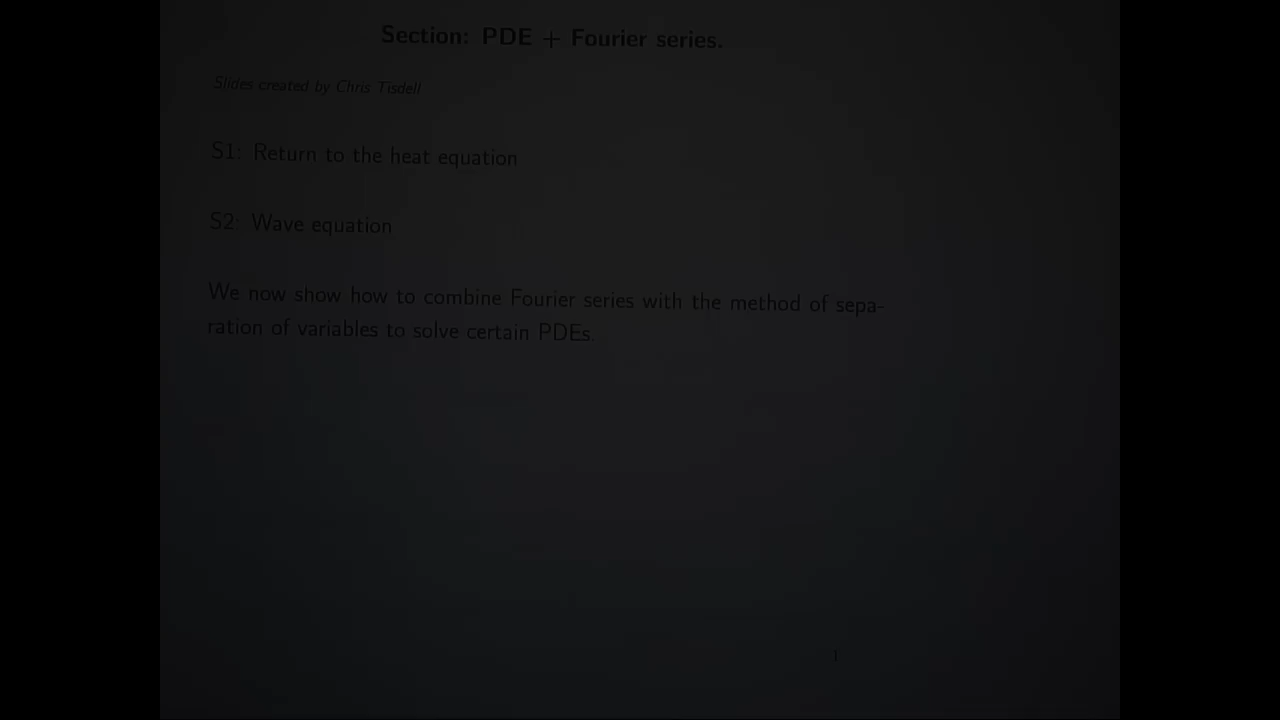 Section: PDE + Fourier series.
Slides created by Chris Tisdell
S1: Return to the heat equation
S2: Wave equation
We now show how to combine Fourier series with the method of sepa-
ration of variables to solve certain PDEs.
1